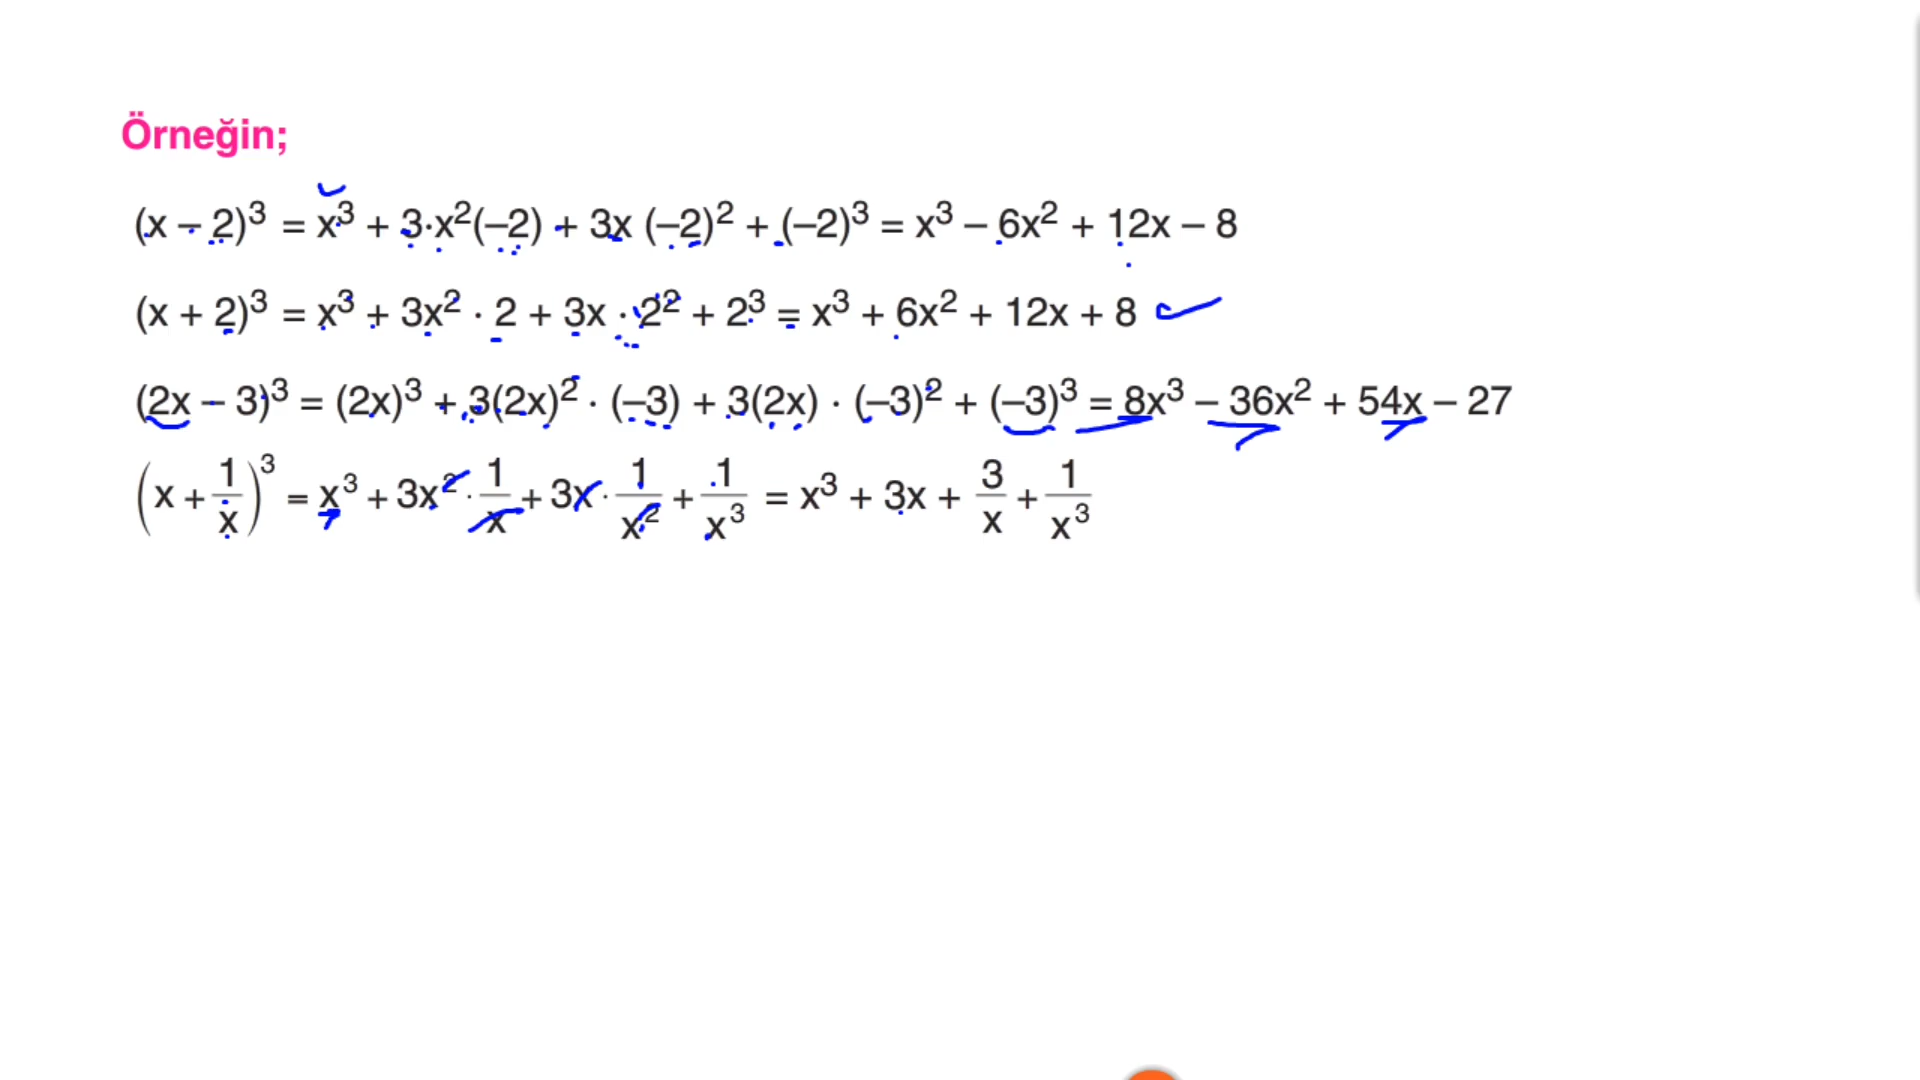 Örneğin;
(x – 2)³ = x³ + 3·x²(–2) + 3x (–2)² + (–2)³ = x³ – 6x² + 12x – 8
(x + 2)³ = x³ + 3x² · 2 + 3x · 2² + 2³ = x³ + 6x² + 12x + 8
(2x – 3)³ = (2x)³ + 3(2x)² · (–3) + 3(2x) · (–3)² + (–3)³ = 8x³ – 36x² + 54x – 27
(x + 1/x)³ = x³ + 3x² · 1/x + 3x · 1/x² + 1/x³ = x³ + 3x + 3/x + 1/x³